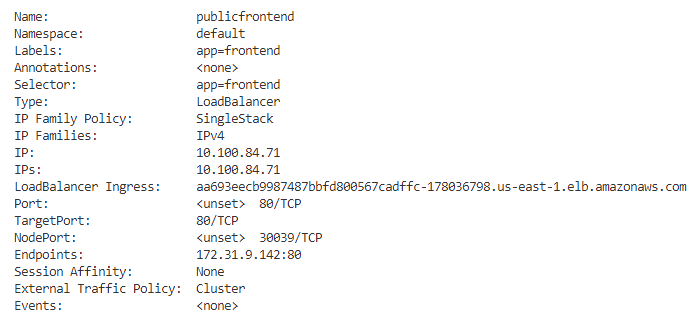 Name: publicfrontend
Namespace: default
Labels: app=frontend
Annotations: <none>
Selector: app=frontend
Type: LoadBalancer
IP Family Policy: SingleStack
IP Families: IPv4
IP: 10.100.84.71
IPs: 10.100.84.71
LoadBalancer Ingress: aa693eecb9987487bbfd800567cadffc-178036798.us-east-1.elb.amazonaws.com
Port: <unset> 80/TCP
TargetPort: 80/TCP
NodePort: <unset> 30039/TCP
Endpoints: 172.31.9.142:80
Session Affinity: None
External Traffic Policy: Cluster
Events: <none>